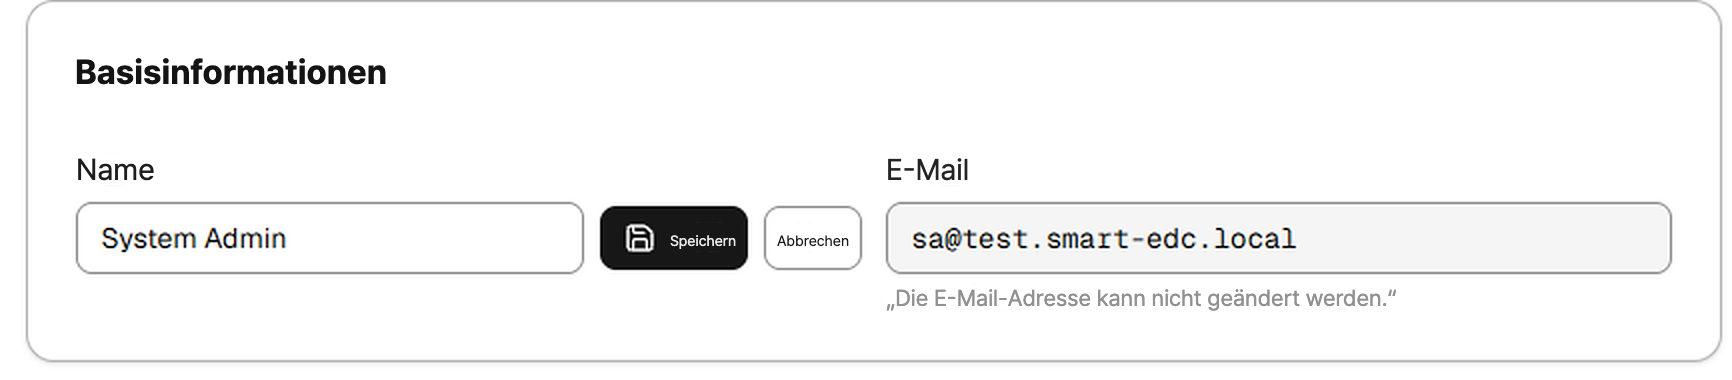 Basisinformationen
Name
System Admin
Speichern
Abbrechen
E-Mail
sa@test.smart-edc.local
„Die E-Mail-Adresse kann nicht geändert werden.“